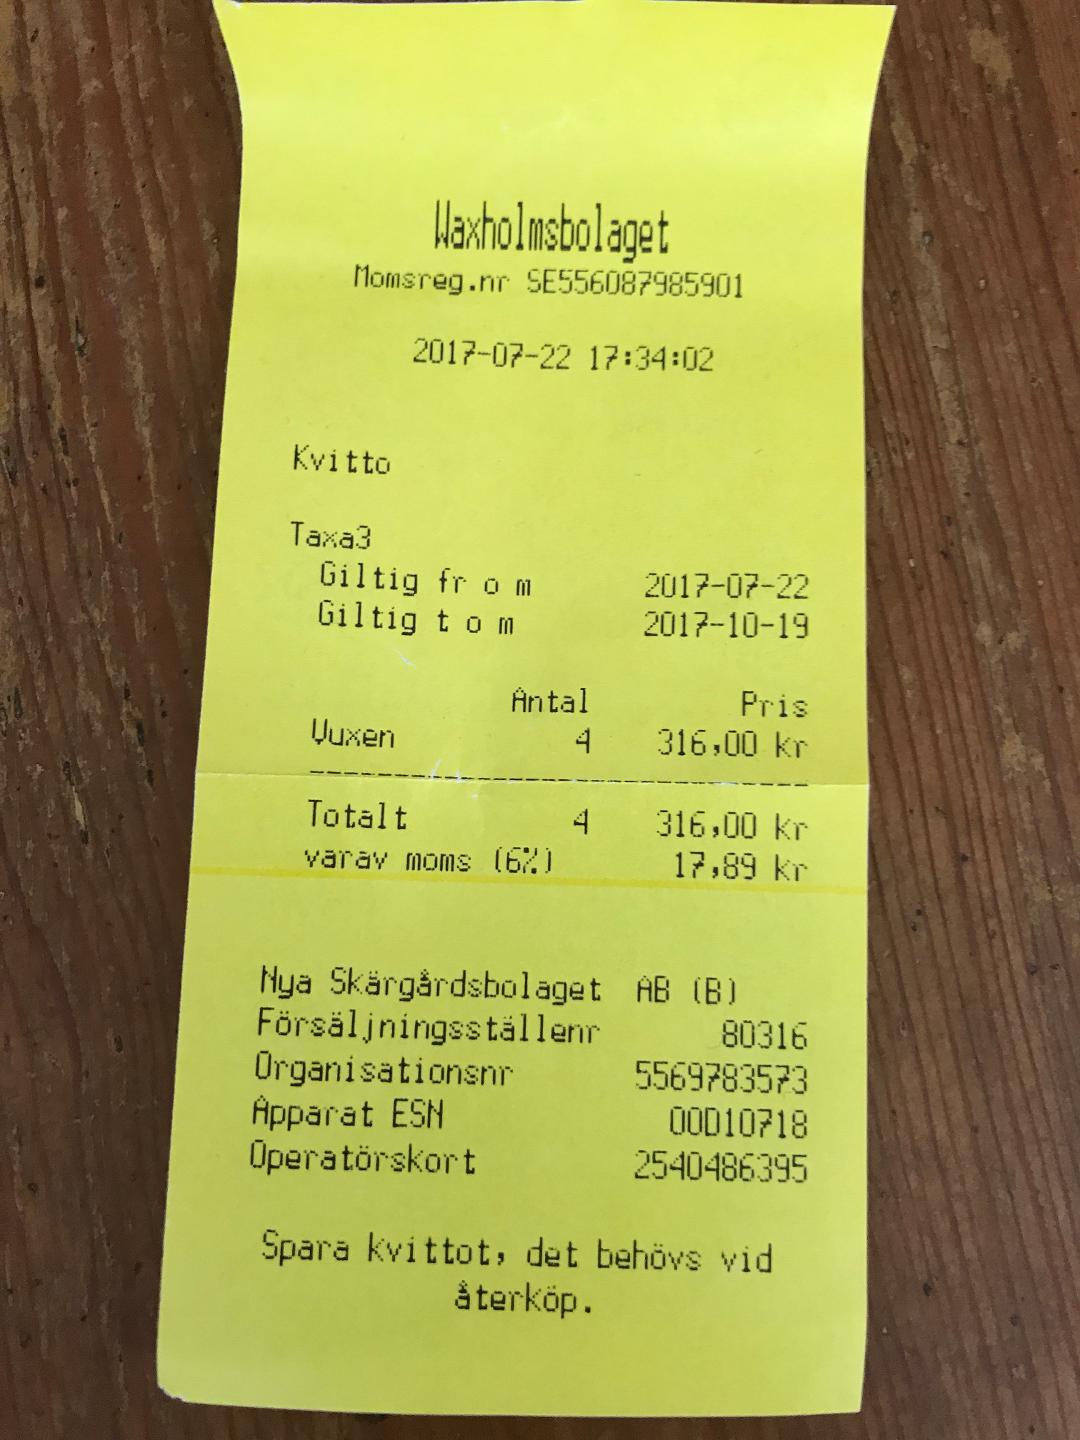 Waxholmsbolaget
Momsreg.nr SE556087985901
2017-07-22 17:34:02
Kvitto
Taxa3
Giltig fr o m 2017-07-22
Giltig t o m 2017-10-19
Antal Pris
Vuxen 4 316,00 kr
--------------------------------
Totalt 4 316,00 kr
varav moms (6%) 17,89 kr
Nya Skärgårdsbolaget AB (B)
Försäljningsställenr 80316
Organisationsnr 5569783573
Apparat ESN 00D10718
Operatörskort 2540486395
Spara kvittot, det behövs vid
återköp.